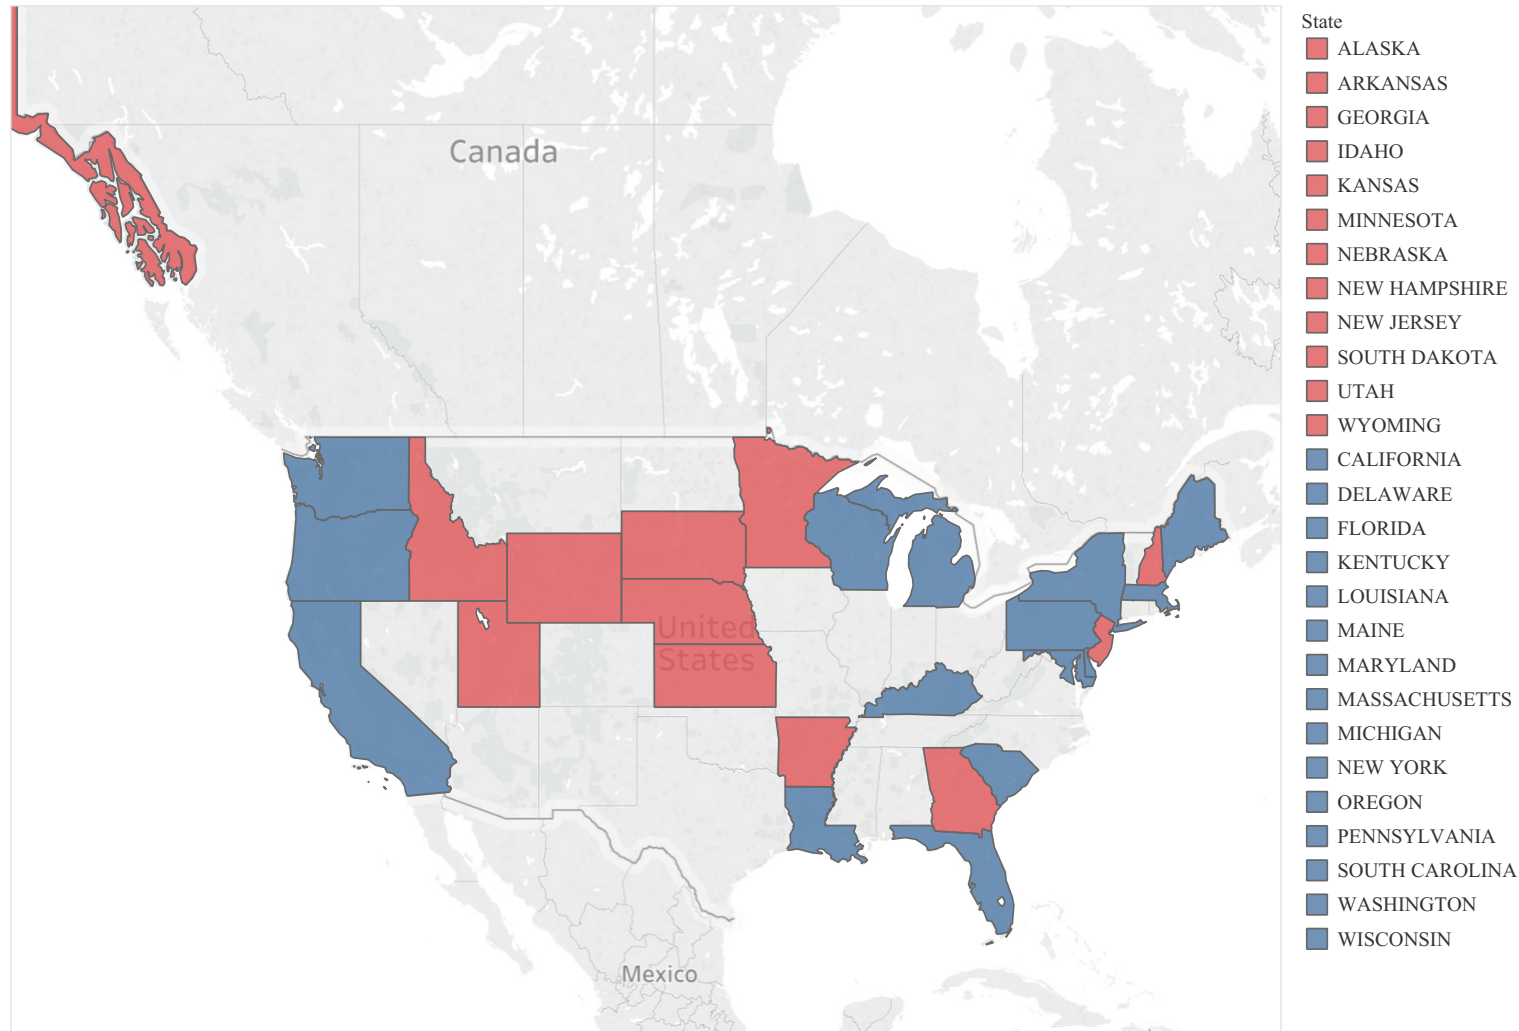 State
ALASKA
ARKANSAS
GEORGIA
IDAHO
KANSAS
MINNESOTA
NEBRASKA
NEW HAMPSHIRE
NEW JERSEY
SOUTH DAKOTA
UTAH
WYOMING
CALIFORNIA
DELAWARE
FLORIDA
KENTUCKY
LOUISIANA
MAINE
MARYLAND
MASSACHUSETTS
MICHIGAN
NEW YORK
OREGON
PENNSYLVANIA
SOUTH CAROLINA
WASHINGTON
WISCONSIN
Canada
United
States
Mexico